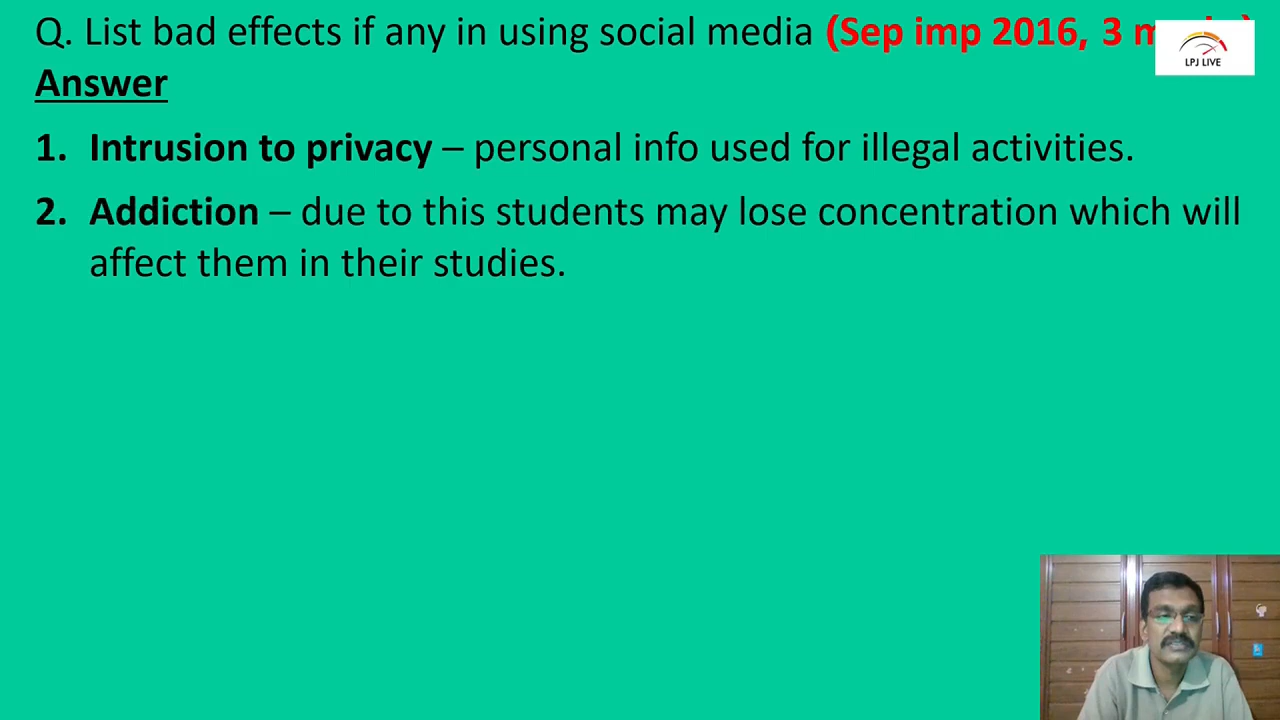 Q. List bad effects if any in using social media (Sep imp 2016, 3
LPJ LIVE
Answer
1. Intrusion to privacy – personal info used for illegal activities.
2. Addiction – due to this students may lose concentration which will
affect them in their studies.